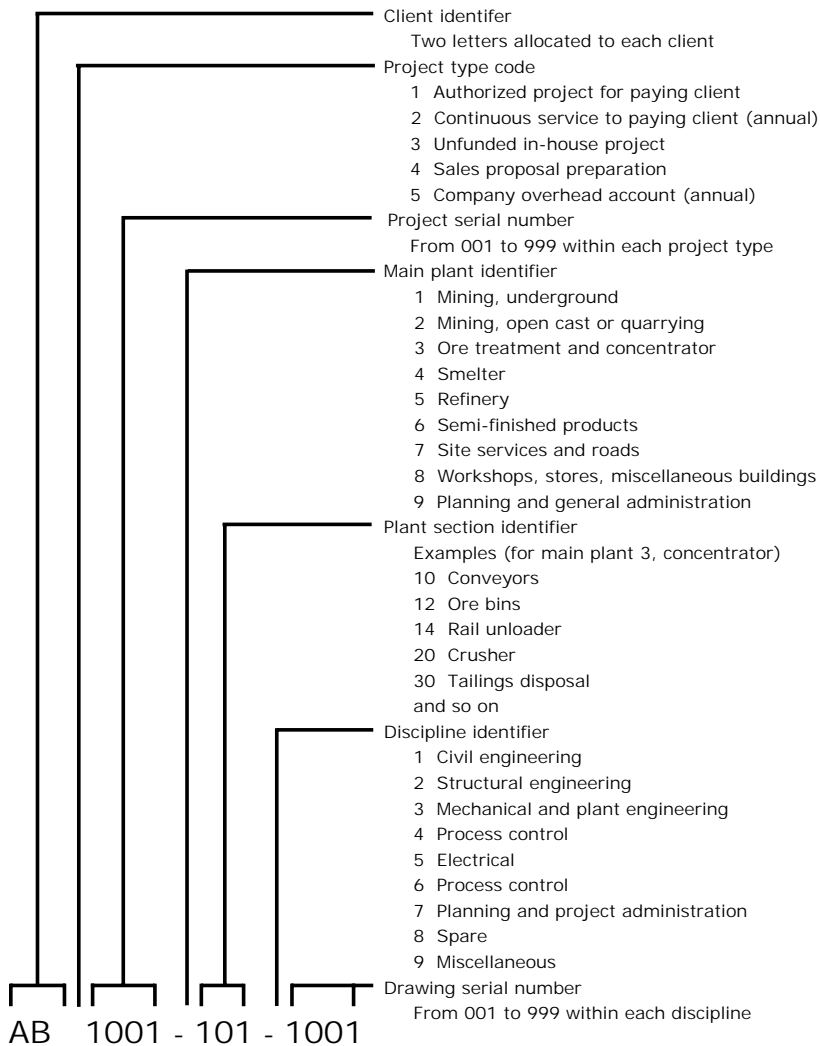 Client identifer
Two letters allocated to each client
Project type code
1 Authorized project for paying client
2 Continuous service to paying client (annual)
3 Unfunded in-house project
4 Sales proposal preparation
5 Company overhead account (annual)
Project serial number
From 001 to 999 within each project type
Main plant identifier
1 Mining, underground
2 Mining, open cast or quarrying
3 Ore treatment and concentrator
4 Smelter
5 Refinery
6 Semi-finished products
7 Site services and roads
8 Workshops, stores, miscellaneous buildings
9 Planning and general administration
Plant section identifier
Examples (for main plant 3, concentrator)
10 Conveyors
12 Ore bins
14 Rail unloader
20 Crusher
30 Tailings disposal
and so on
Discipline identifier
1 Civil engineering
2 Structural engineering
3 Mechanical and plant engineering
4 Process control
5 Electrical
6 Process control
7 Planning and project administration
8 Spare
9 Miscellaneous
Drawing serial number
From 001 to 999 within each discipline
AB 1001 - 101 - 1001